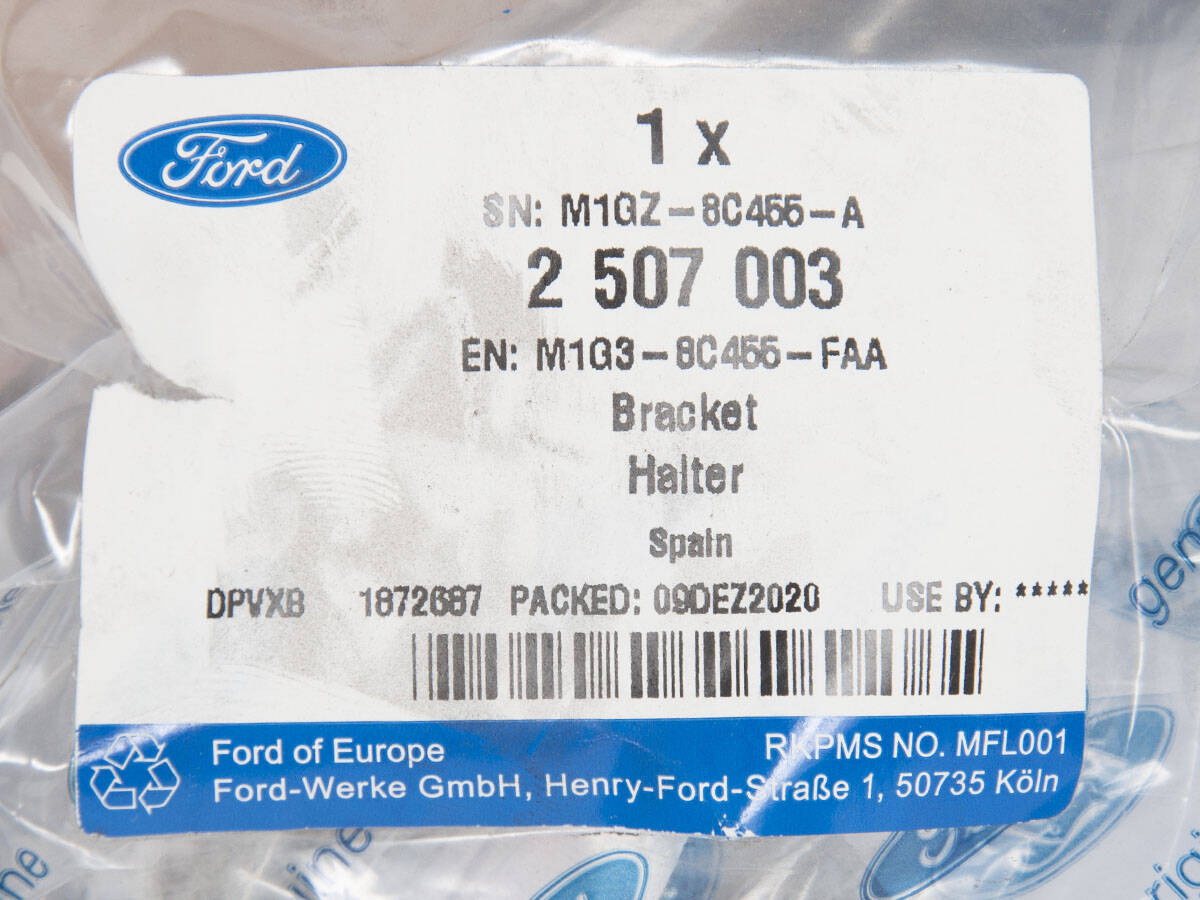 Ford
1 x
SN: M1GZ-8C455-A
2 507 003
EN: M1G3-8C455-FAA
Bracket
Halter
Spain
DPVXB 1872687 PACKED: 09DEZ2020 USE BY: *****
Ford of Europe RKPMS NO. MFL001
Ford-Werke GmbH, Henry-Ford-Straße 1, 50735 Köln